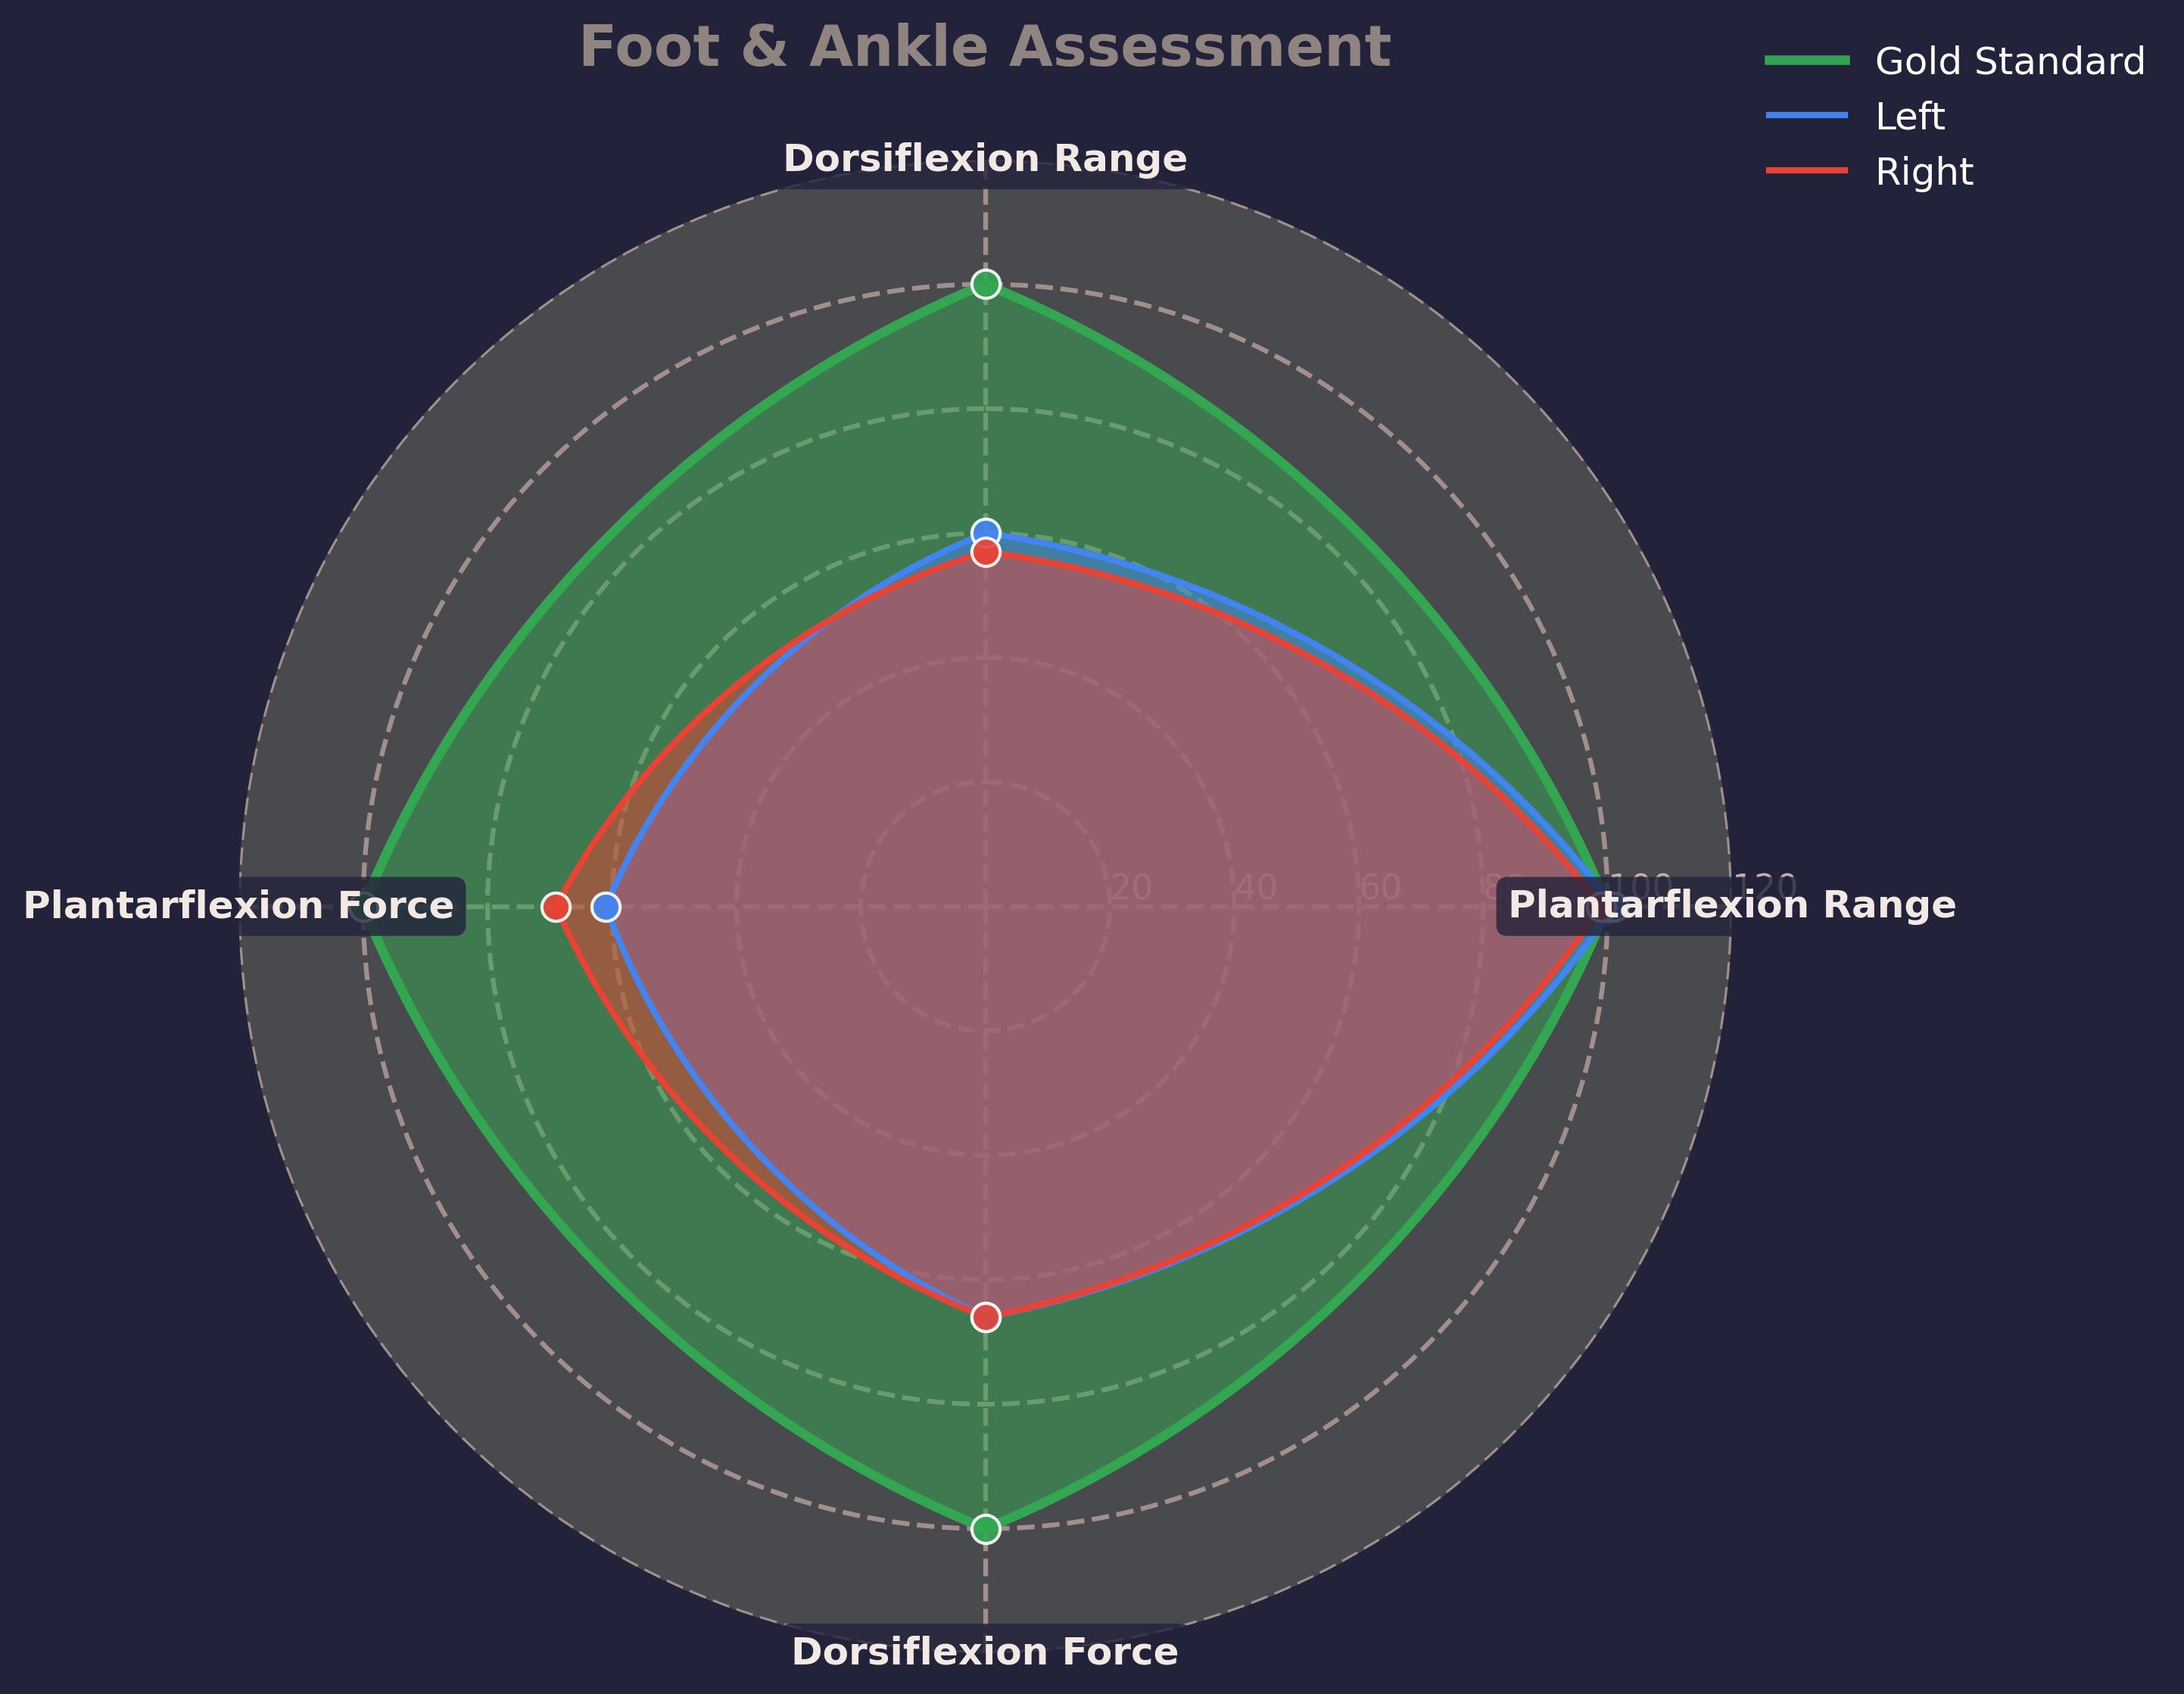 Foot & Ankle Assessment
Gold Standard
Left
Right
Dorsiflexion Range
20
40
60
80
100
120
Plantarflexion Force
Plantarflexion Range
Dorsiflexion Force